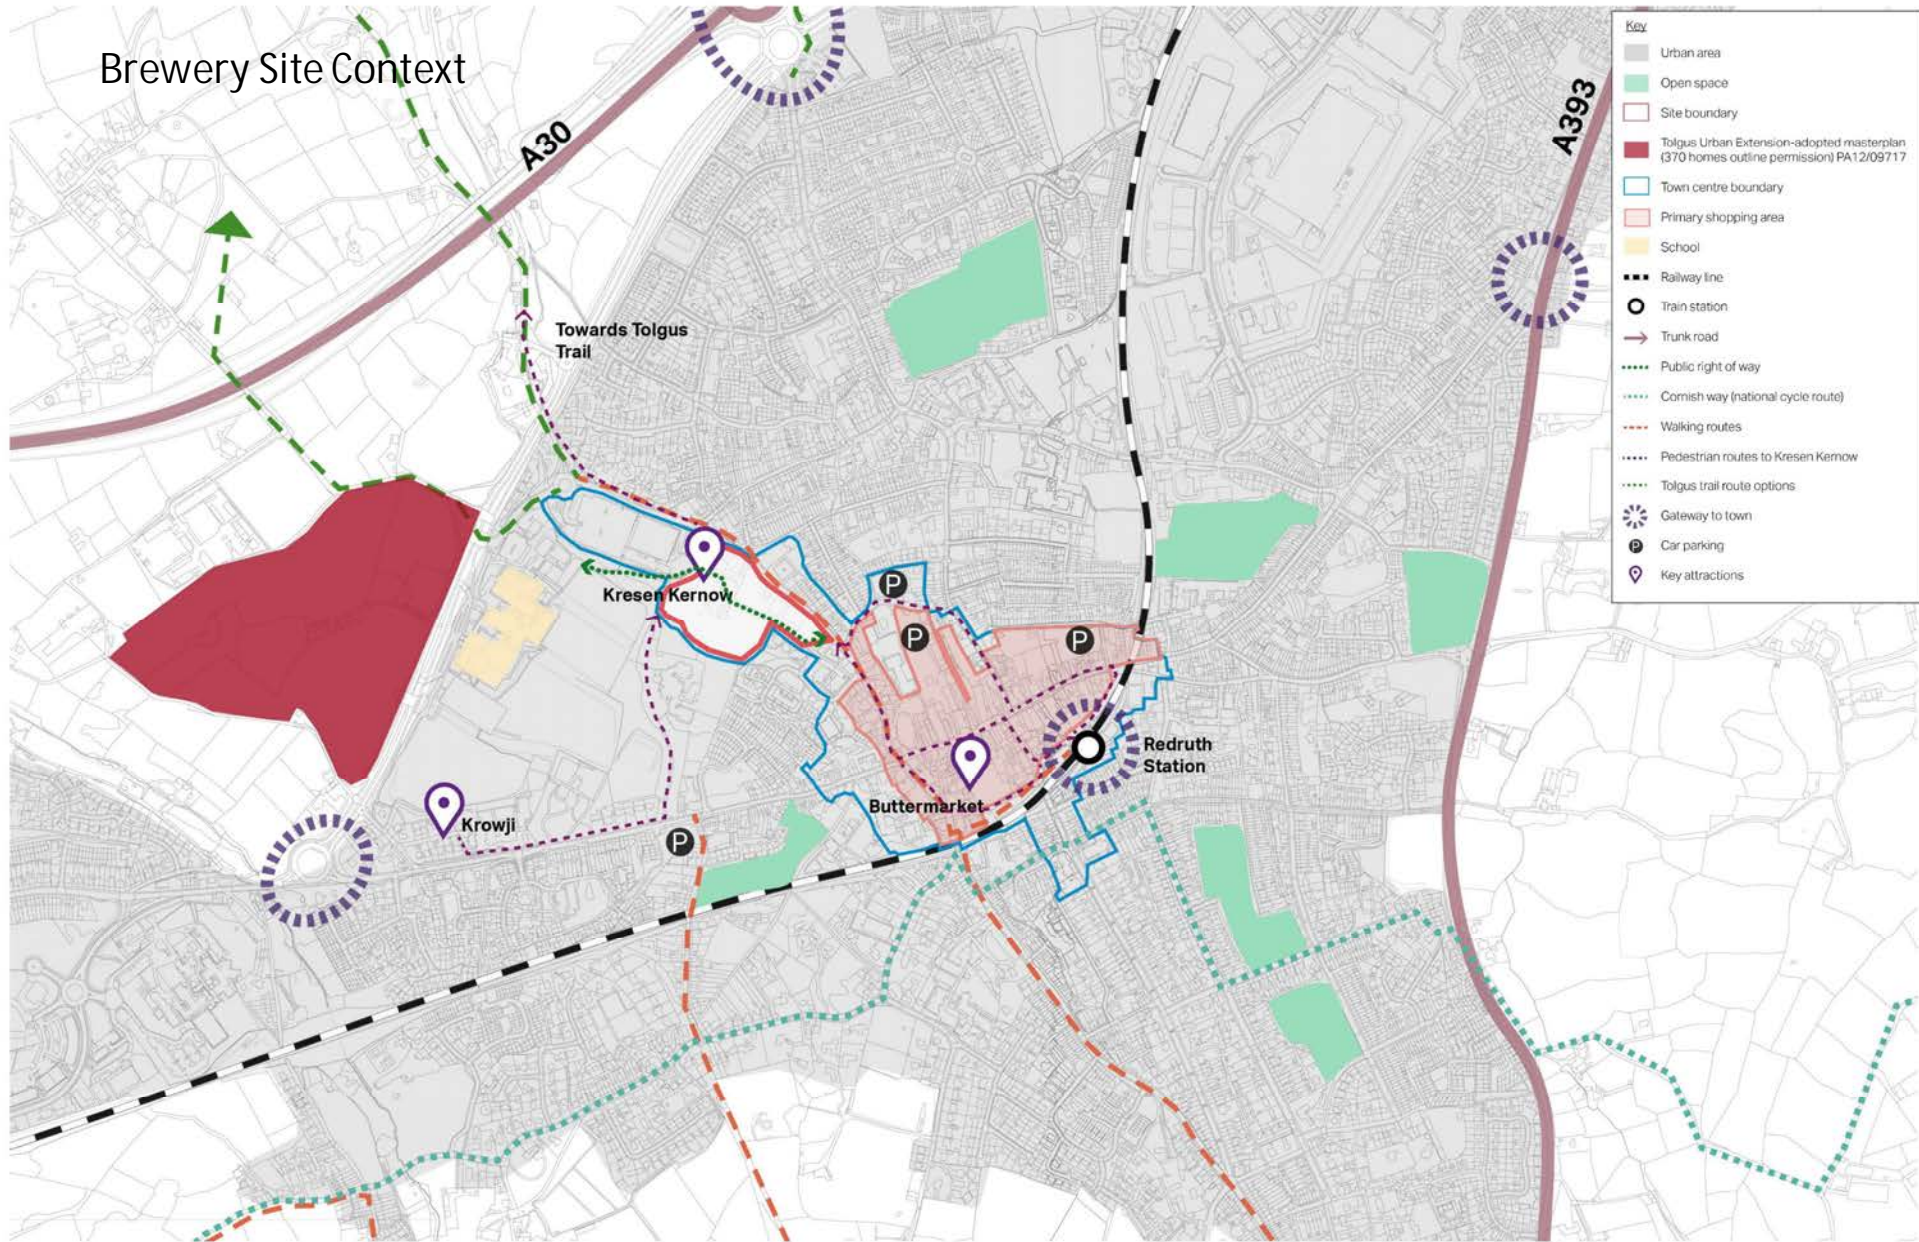 Brewery Site Context
A30
A393
Towards Tolgus
Trail
Kresen Kernow
P
P
P
Redruth
Station
Buttermarket
Krowji
P
Key
Urban area
Open space
Site boundary
Tolgus Urban Extension-adopted masterplan
(370 homes outline permission) PA12/09717
Town centre boundary
Primary shopping area
School
Railway line
Train station
Trunk road
Public right of way
Cornish way (national cycle route)
Walking routes
Pedestrian routes to Kresen Kernow
Tolgus trail route options
Gateway to town
P Car parking
Key attractions